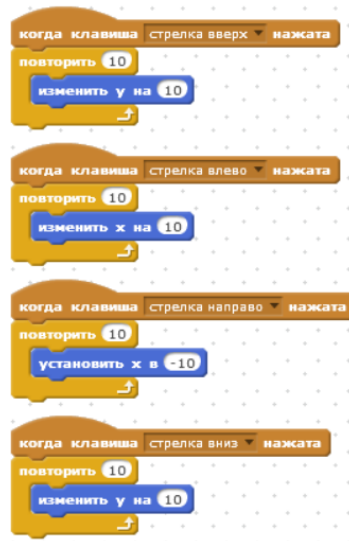 когда клавиша стрелка вверх нажата
повторить 10
изменить y на 10
когда клавиша стрелка влево нажата
повторить 10
изменить x на 10
когда клавиша стрелка направо нажата
повторить 10
установить x в -10
когда клавиша стрелка вниз нажата
повторить 10
изменить y на 10